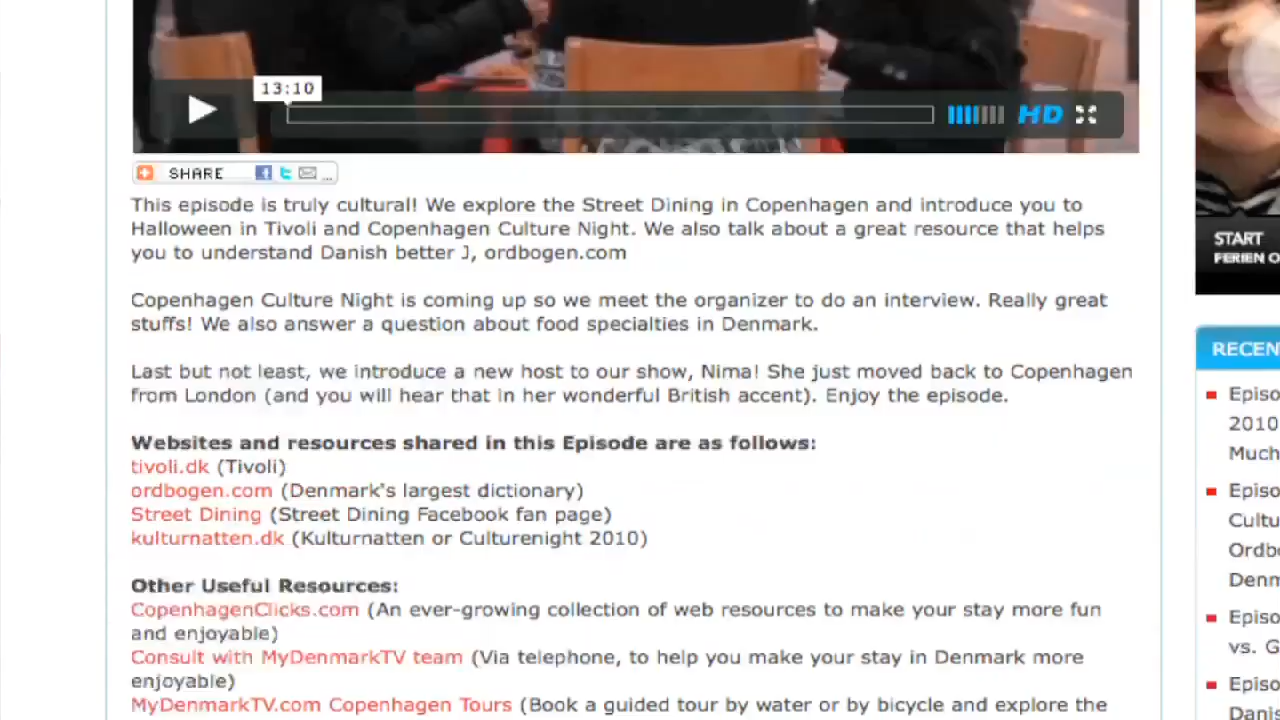 13:10
HD
SHARE
This episode is truly cultural! We explore the Street Dining in Copenhagen and introduce you to
Halloween in Tivoli and Copenhagen Culture Night. We also talk about a great resource that helps
you to understand Danish better J, ordbogen.com
Copenhagen Culture Night is coming up so we meet the organizer to do an interview. Really great
stuffs! We also answer a question about food specialties in Denmark.
Last but not least, we introduce a new host to our show, Nima! She just moved back to Copenhagen
from London (and you will hear that in her wonderful British accent). Enjoy the episode.
Websites and resources shared in this Episode are as follows:
tivoli.dk (Tivoli)
ordbogen.com (Denmark's largest dictionary)
Street Dining (Street Dining Facebook fan page)
kulturnatten.dk (Kulturnatten or Culturenight 2010)
Other Useful Resources:
CopenhagenClicks.com (An ever-growing collection of web resources to make your stay more fun
and enjoyable)
Consult with MyDenmarkTV team (Via telephone, to help you make your stay in Denmark more
enjoyable)
MyDenmarkTV.com Copenhagen Tours (Book a guided tour by water or by bicycle and explore the
START
FERIEN O
RECEN
Episo
2010
Much
Episo
Cultu
Ordb
Denm
Episo
vs. G
Episo
Danis